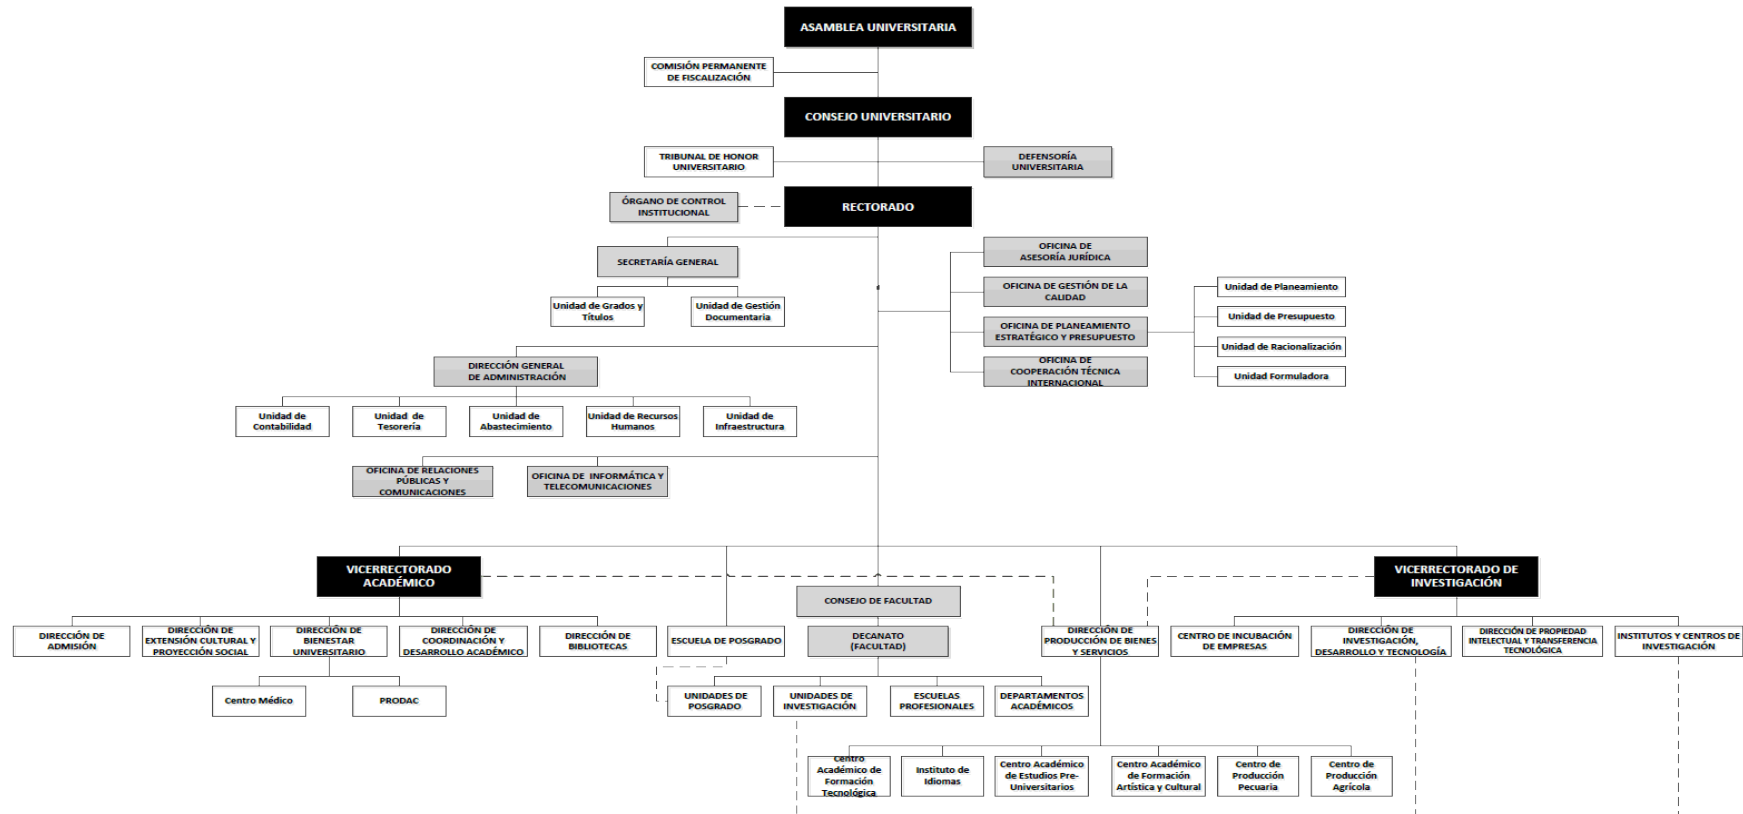 ASAMBLEA UNIVERSITARIA
COMISIÓN PERMANENTE
DE FISCALIZACIÓN
CONSEJO UNIVERSITARIO
TRIBUNAL DE HONOR
UNIVERSITARIO
DEFENSORÍA
UNIVERSITARIA
ÓRGANO DE CONTROL
INSTITUCIONAL
RECTORADO
SECRETARÍA GENERAL
OFICINA DE
ASESORÍA JURÍDICA
OFICINA DE GESTIÓN DE LA
CALIDAD
Unidad de Grados y
Títulos
Unidad de Gestión
Documentaria
OFICINA DE PLANEAMIENTO
ESTRATÉGICO Y PRESUPUESTO
OFICINA DE
COOPERACIÓN TÉCNICA
INTERNACIONAL
Unidad de Planeamiento
Unidad de Presupuesto
Unidad de Racionalización
Unidad Formuladora
DIRECCIÓN GENERAL
DE ADMINISTRACIÓN
Unidad de
Contabilidad
Unidad de
Tesorería
Unidad de
Abastecimiento
Unidad de Recursos
Humanos
Unidad de
Infraestructura
OFICINA DE RELACIONES
PÚBLICAS Y
COMUNICACIONES
OFICINA DE INFORMÁTICA Y
TELECOMUNICACIONES
VICERRECTORADO
ACADÉMICO
VICERRECTORADO DE
INVESTIGACIÓN
CONSEJO DE FACULTAD
DIRECCIÓN DE
ADMISIÓN
DIRECCIÓN DE
EXTENSIÓN CULTURAL Y
PROYECCIÓN SOCIAL
DIRECCIÓN DE
BIENESTAR
UNIVERSITARIO
DIRECCIÓN DE
COORDINACIÓN Y
DESARROLLO ACADÉMICO
DIRECCIÓN DE
BIBLIOTECAS
ESCUELA DE POSGRADO
DECANATO
(FACULTAD)
DIRECCIÓN DE
PRODUCCIÓN DE BIENES
Y SERVICIOS
CENTRO DE INCUBACIÓN
DE EMPRESAS
DIRECCIÓN DE
INVESTIGACIÓN,
DESARROLLO Y TECNOLOGÍA
DIRECCIÓN DE PROPIEDAD
INTELECTUAL Y TRANSFERENCIA
TECNOLÓGICA
INSTITUTOS Y CENTROS DE
INVESTIGACIÓN
Centro Médico
PRODAC
UNIDADES DE
POSGRADO
UNIDADES DE
INVESTIGACIÓN
ESCUELAS
PROFESIONALES
DEPARTAMENTOS
ACADÉMICOS
Centro
Académico de
Formación
Tecnológica
Instituto de
Idiomas
Centro Académico
de Estudios Pre-
Universitarios
Centro Académico
de Formación
Artística y Cultural
Centro de
Producción
Pecuaria
Centro de
Producción
Agrícola